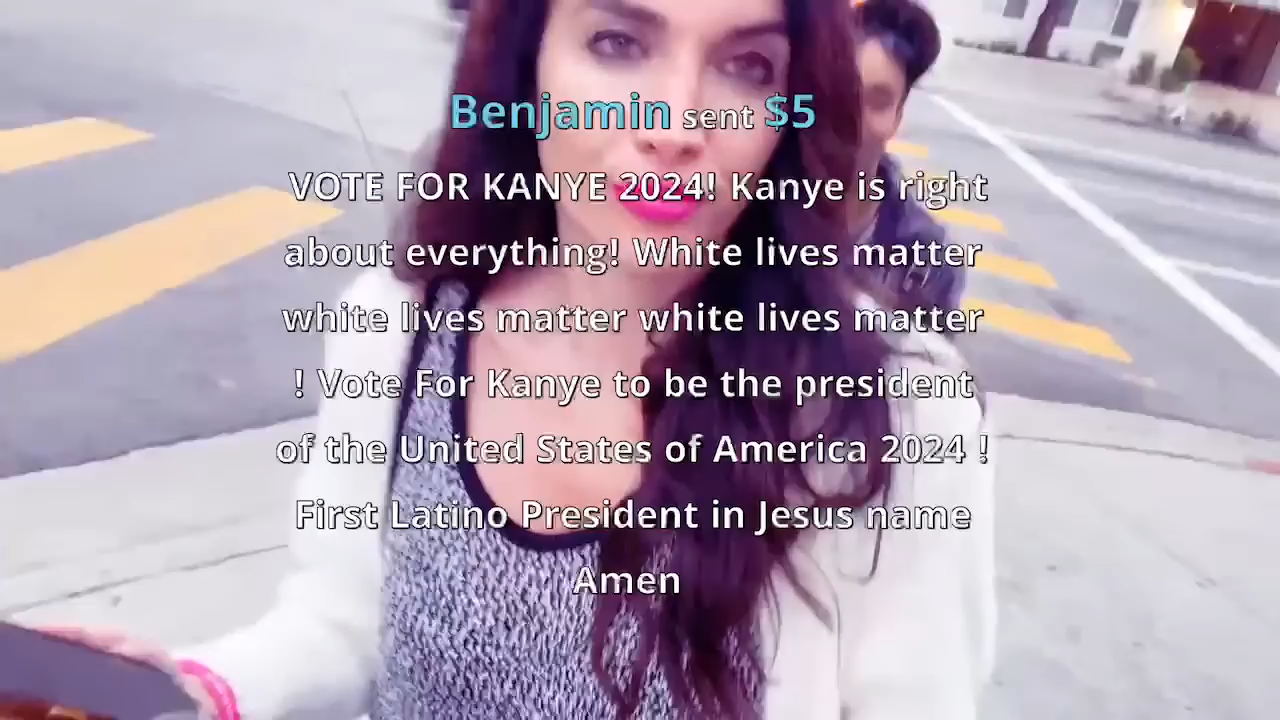 Benjamin sent $5
VOTE FOR KANYE 2024! Kanye is right
about everything! White lives matter
white lives matter white lives matter
! Vote For Kanye to be the president
of the United States of America 2024 !
First Latino President in Jesus name
Amen